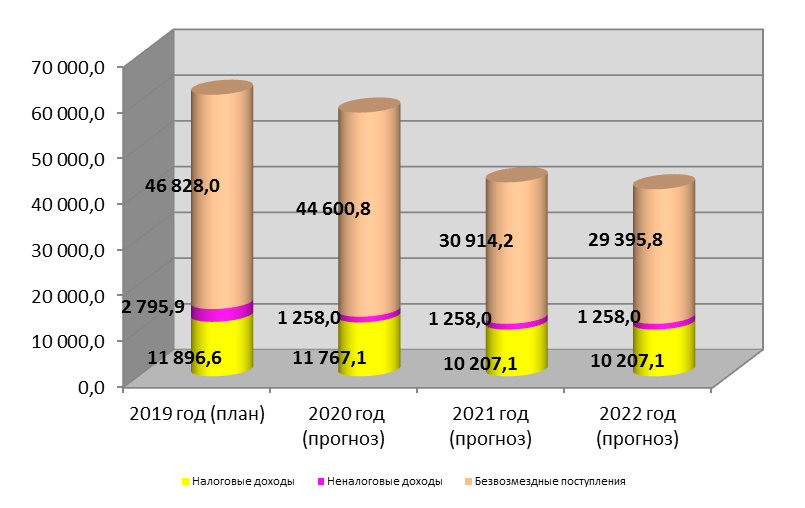 70 000,0
60 000,0
50 000,0
40 000,0
30 000,0
20 000,0
10 000,0
0,0
46 828,0
44 600,8
30 914,2
29 395,8
2 795,9
1 258,0
1 258,0
1 258,0
11 896,6
11 767,1
10 207,1
10 207,1
2019 год (план)
2020 год
(прогноз)
2021 год
(прогноз)
2022 год
(прогноз)
Налоговые доходы
Неналоговые доходы
Безвозмездные поступления